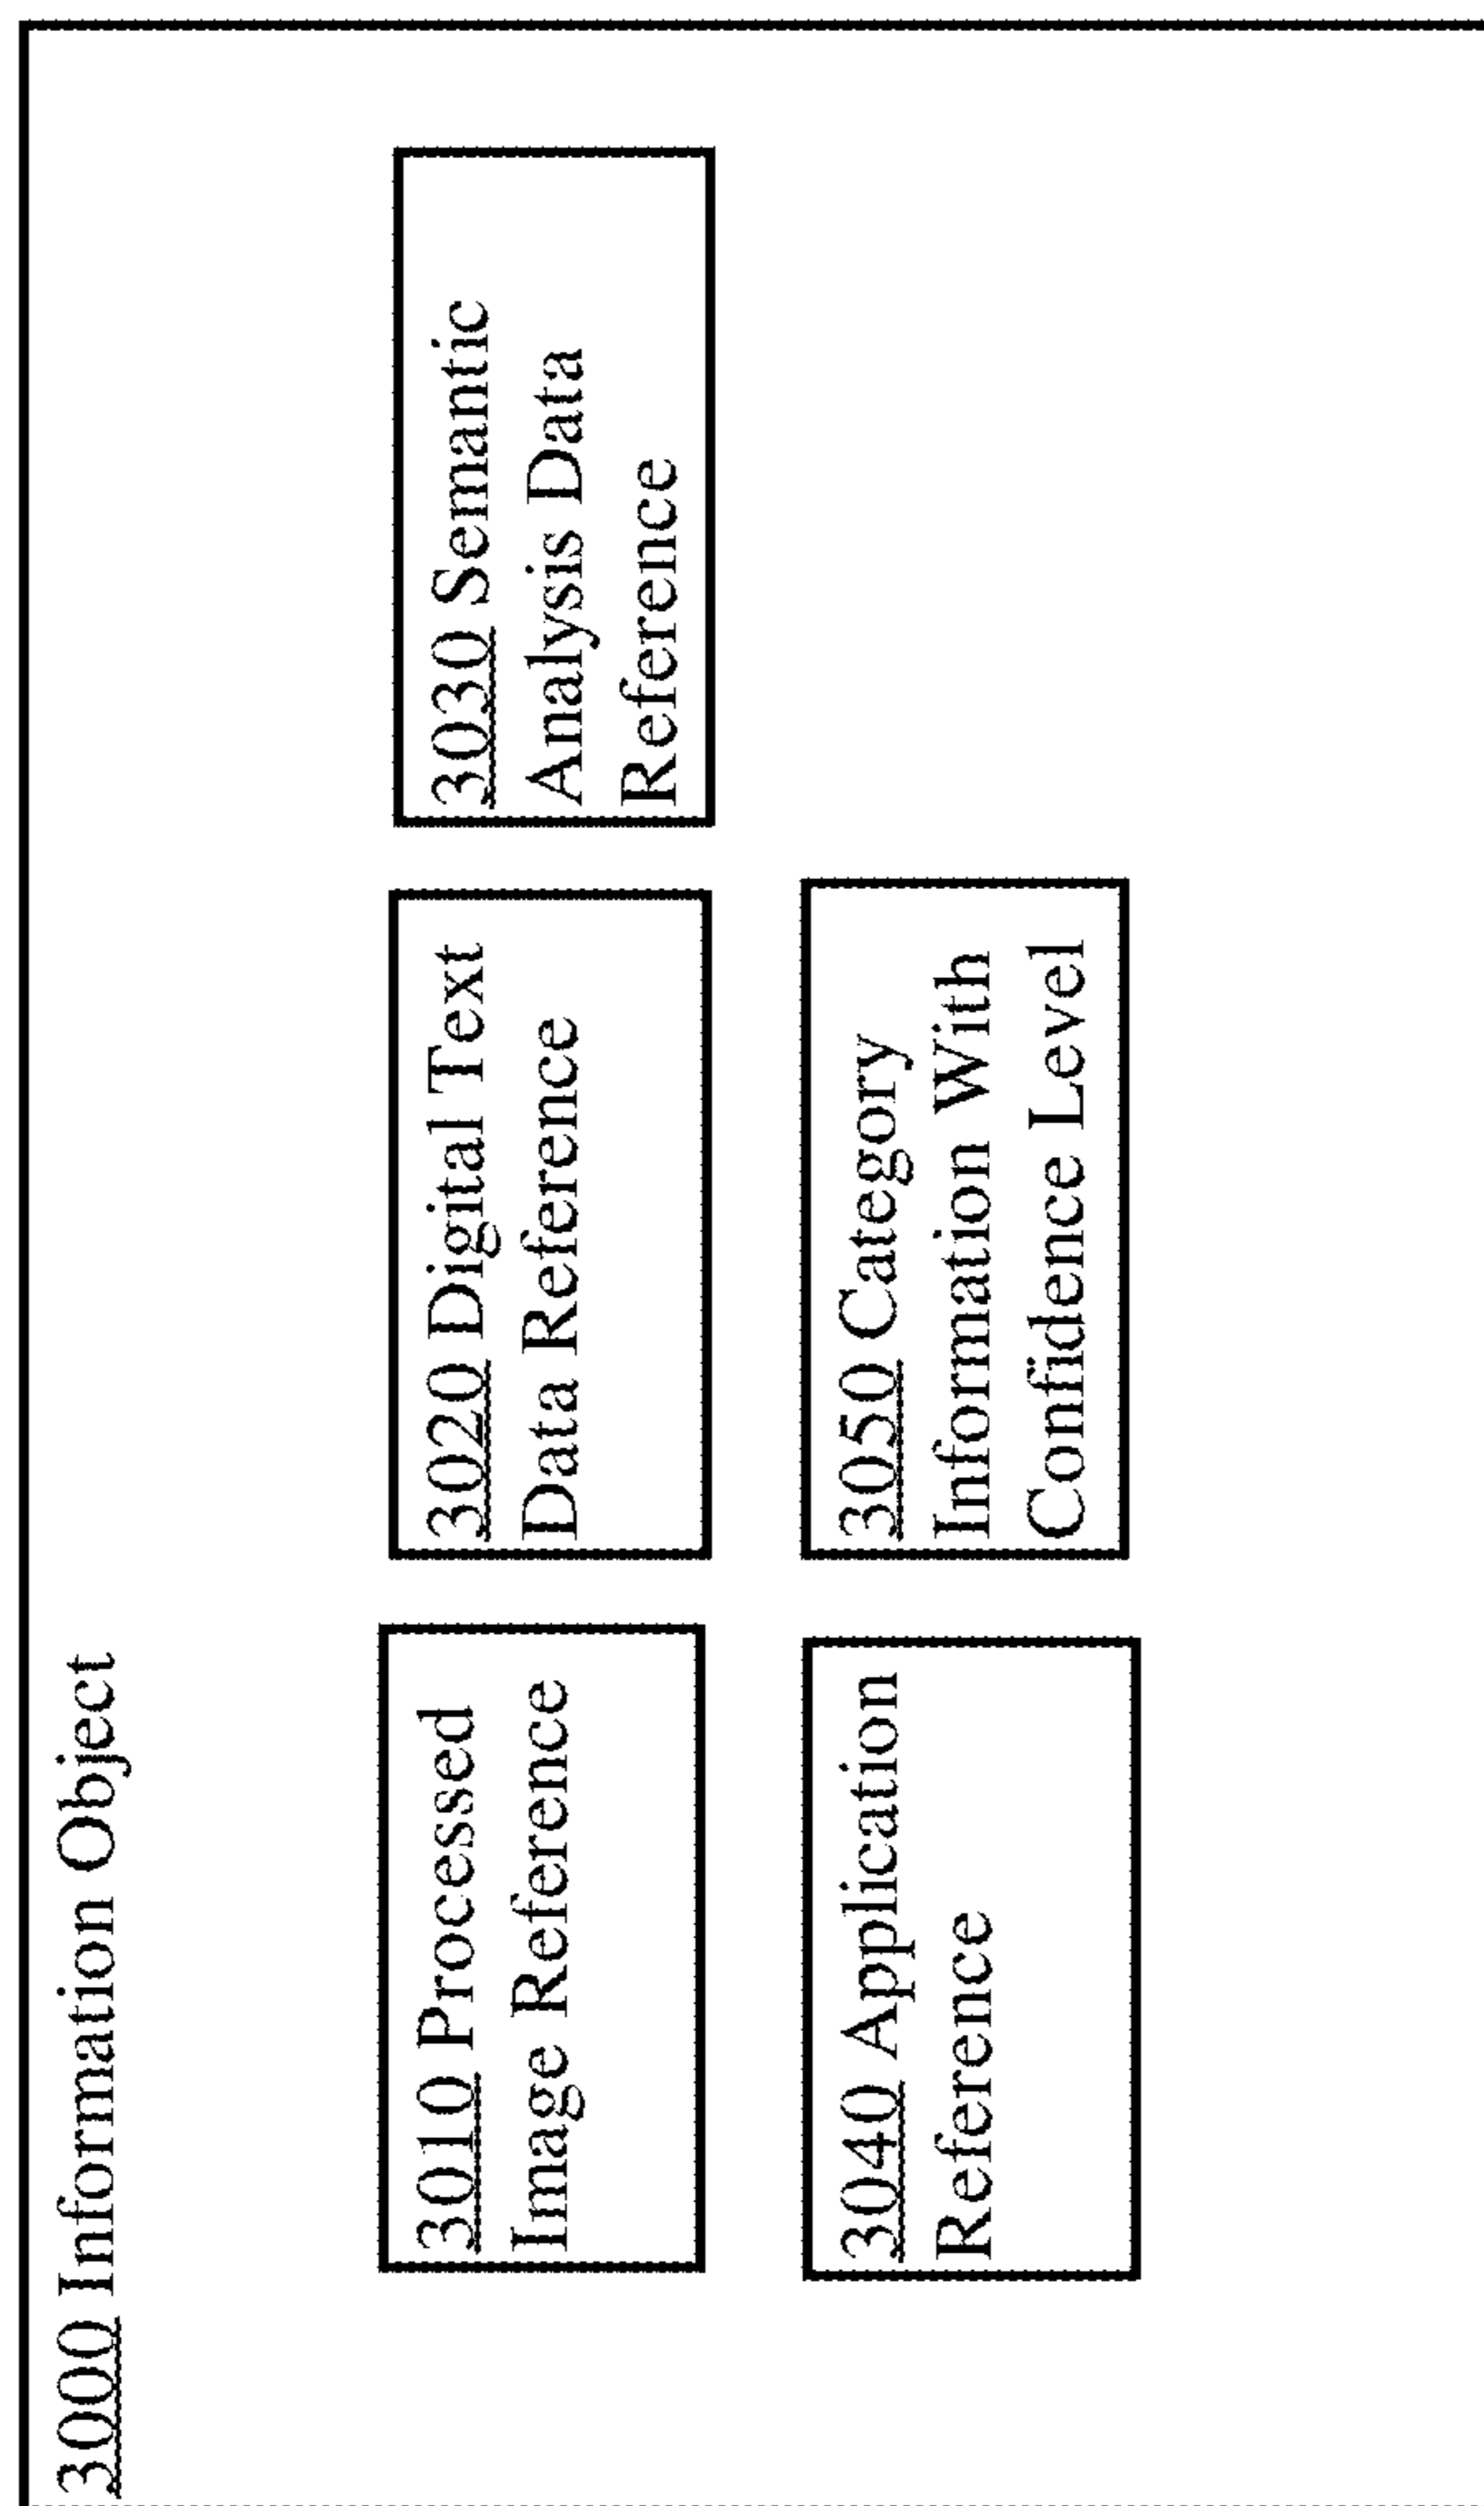 3000 Information Object
3010 Processed
Image Reference
3020 Digital Text
Data Reference
3030 Semantic
Analysis Data
Reference
3040 Application
Reference
3050 Category
Information With
Confidence Level